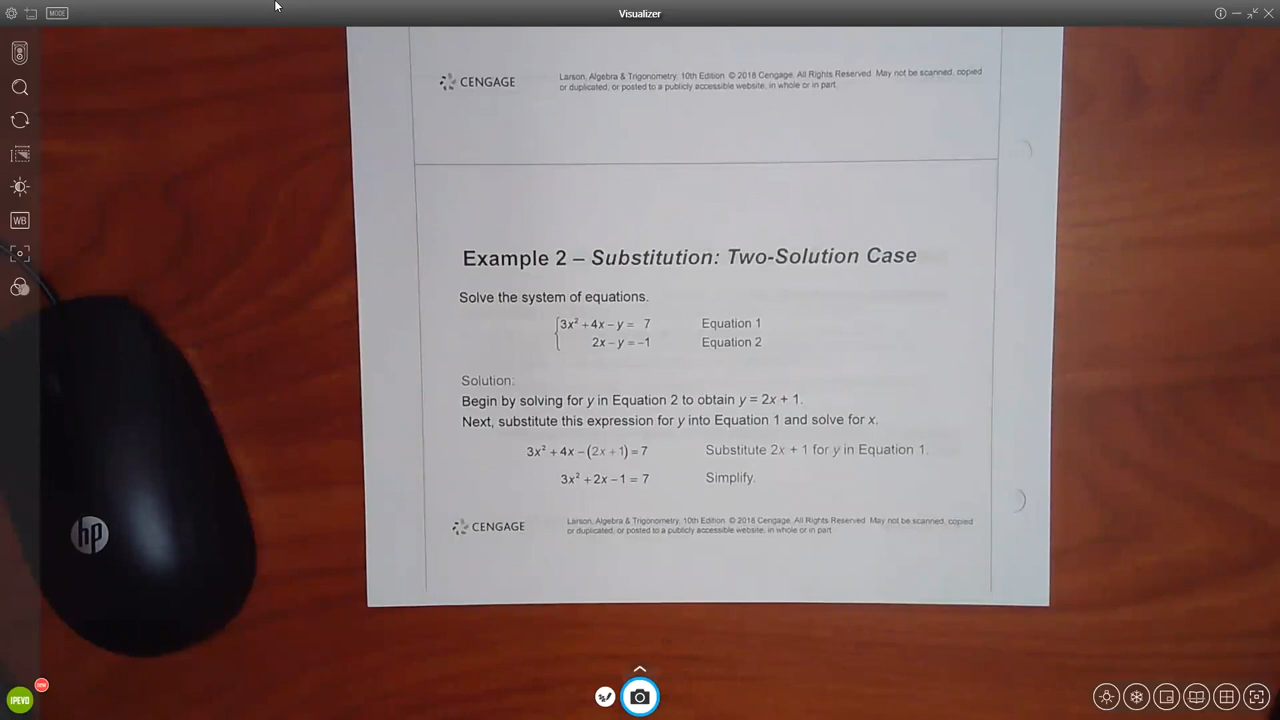 MODE
Visualizer
CENGAGE
Larson, Algebra & Trigonometry, 10th Edition. © 2018 Cengage. All Rights Reserved. May not be scanned, copied
or duplicated, or posted to a publicly accessible website, in whole or in part.
Example 2 – Substitution: Two-Solution Case
Solve the system of equations.
3x² + 4x – y = 7 Equation 1
2x – y = –1 Equation 2
Solution:
Begin by solving for y in Equation 2 to obtain y = 2x + 1.
Next, substitute this expression for y into Equation 1 and solve for x.
3x² + 4x – (2x + 1) = 7 Substitute 2x + 1 for y in Equation 1.
3x² + 2x – 1 = 7 Simplify.
CENGAGE
Larson, Algebra & Trigonometry, 10th Edition. © 2018 Cengage. All Rights Reserved. May not be scanned, copied
or duplicated, or posted to a publicly accessible website, in whole or in part.
WB
hp
IPEVO
new